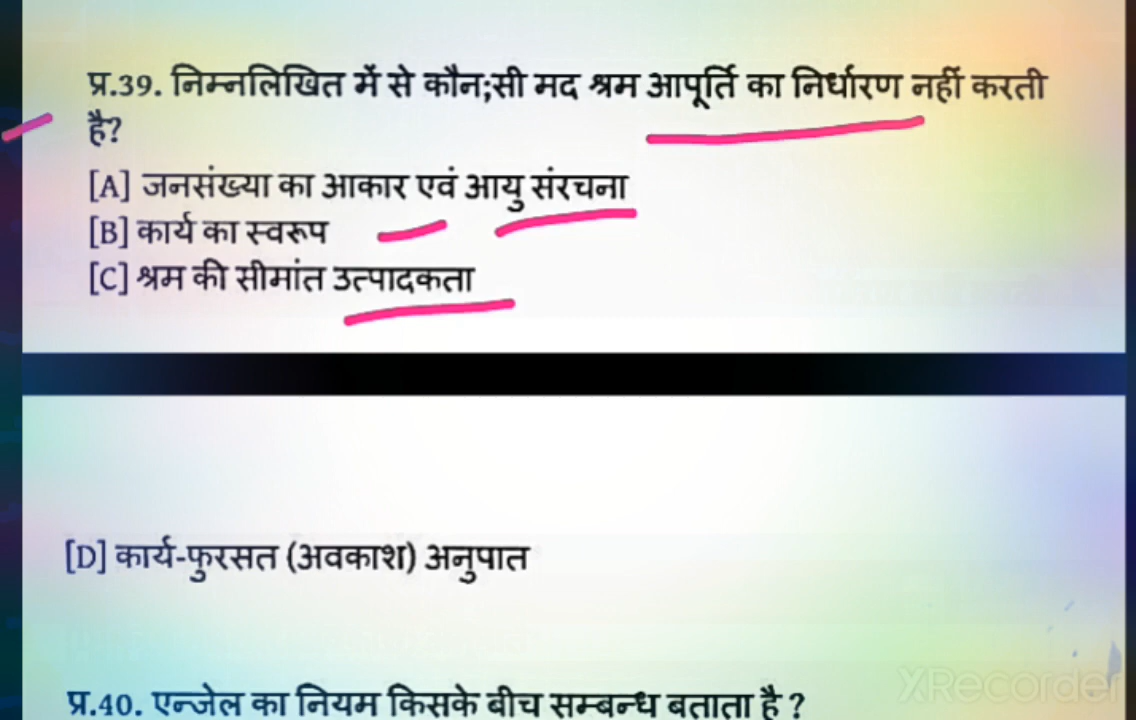 प्र.39. निम्नलिखित में से कौन;सी मद श्रम आपूर्ति का निर्धारण नहीं करती
है?
[A] जनसंख्या का आकार एवं आयु संरचना
[B] कार्य का स्वरूप
[C] श्रम की सीमांत उत्पादकता
[D] कार्य-फुरसत (अवकाश) अनुपात
प्र.40. एन्जेल का नियम किसके बीच सम्बन्ध बताता है ?
XRecorder